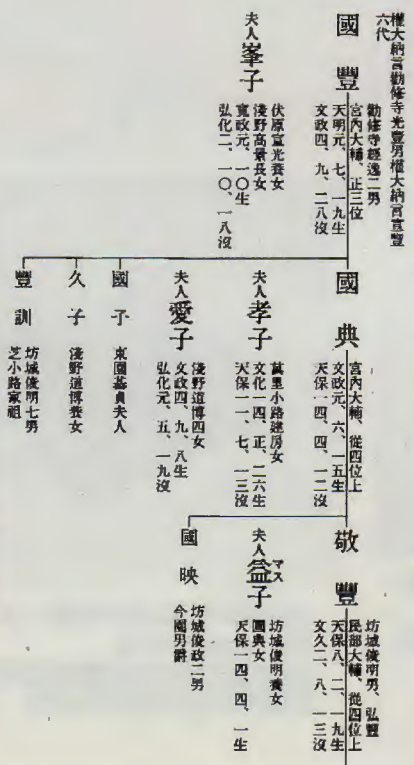 權大納言勸修寺光豐男權大納言宣豐
六代
國豐
勸修寺經逸二男
宮內大輔、正三位
天明元、七、一九生
文政四、九、二八沒
夫人峯子
伏原宣光養女
淺野高景長女
寬政元、一〇生
弘化二、一〇、一八沒
國典
宮內大輔、從四位上
文政元、六、一五生
天保一四、四、一二沒
夫人孝子
萬里小路建房女
文化一四、正、二六生
天保一一、七、一三沒
夫人愛子
淺野道博四女
文政四、九、八生
弘化元、五、一九沒
國子
東園基貞夫人
久子
淺野道博養女
豐訓
坊城俊明七男
芝小路家祖
敬豐
坊城俊明男、弘豐
民部大輔、從四位上
天保八、二、一九生
文久二、八、一三沒
夫人益子
マス
坊城俊明養女
國典女
天保一四、四、一生
國映
坊城俊政二男
今園男爵